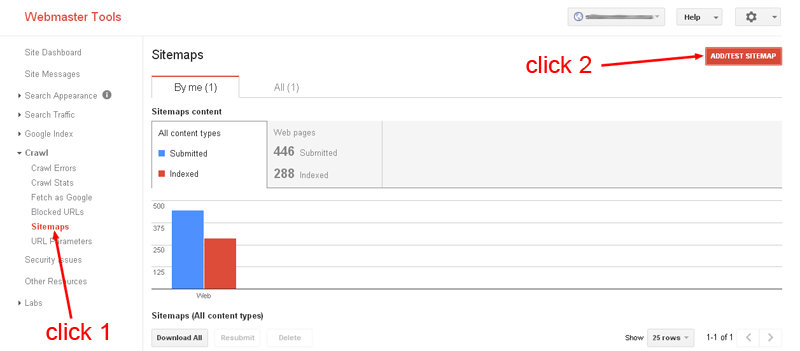 Webmaster Tools
Help
Site Dashboard
Site Messages
Search Appearance
Search Traffic
Google Index
Crawl
Crawl Errors
Crawl Stats
Fetch as Google
Blocked URLs
Sitemaps
URL Parameters
Security Issues
Other Resources
Labs
click 1
Sitemaps
click 2
ADD/TEST SITEMAP
By me (1) All (1)
Sitemaps content
All content types
Submitted
Indexed
Web pages
446 Submitted
288 Indexed
500
375
250
125
Web
Sitemaps (All content types)
Download All Resubmit Delete Show 25 rows 1-1 of 1